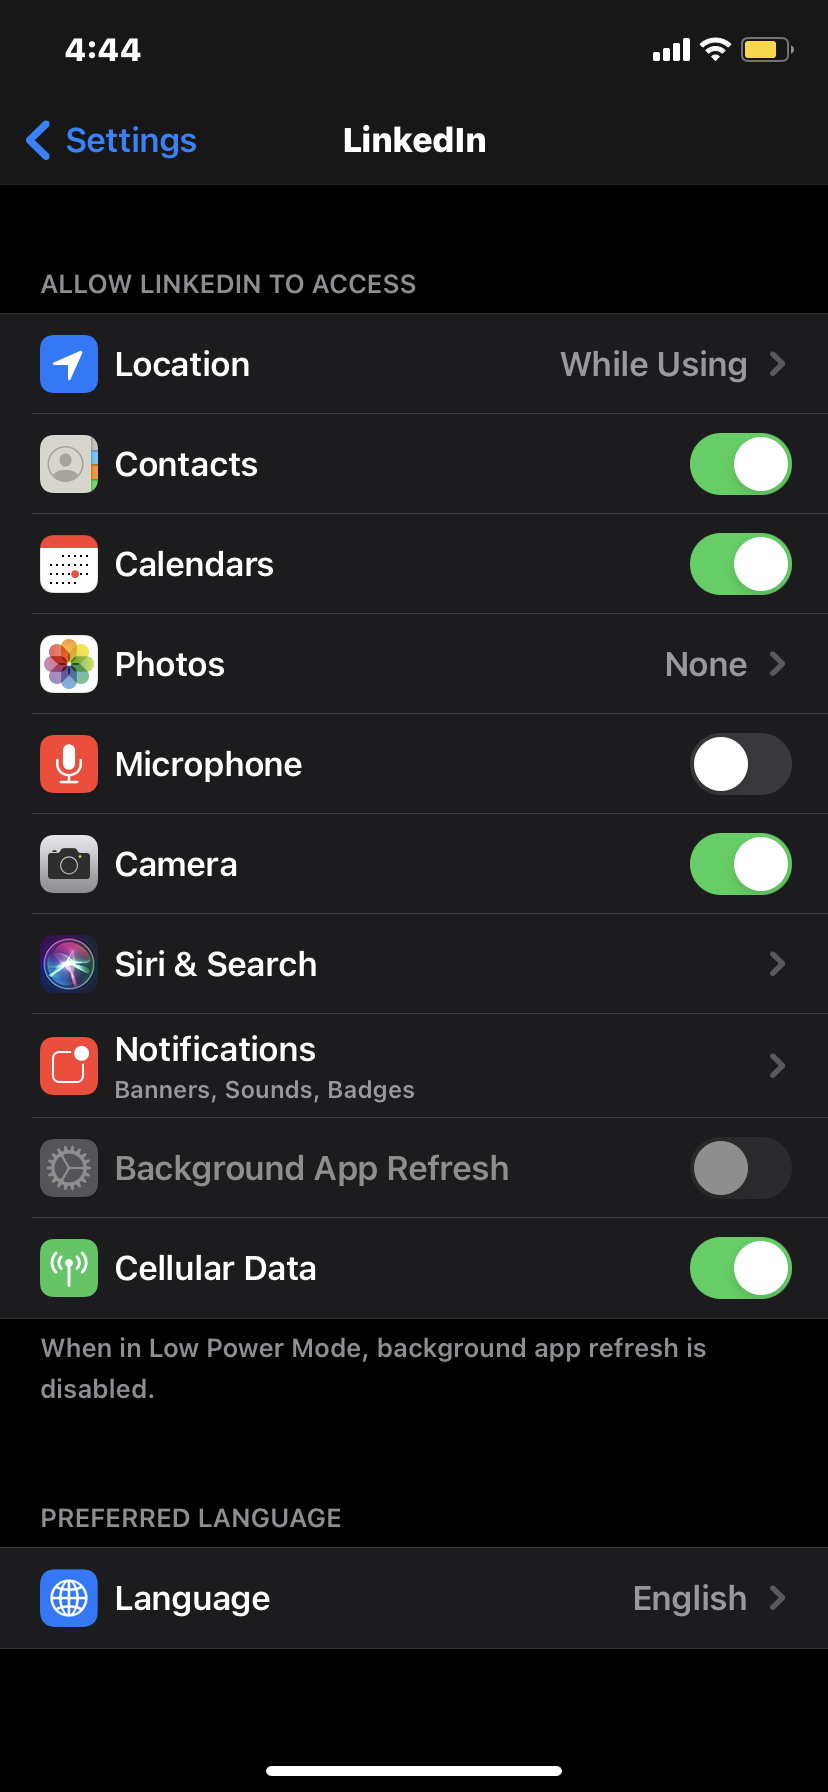 4:44
Settings
LinkedIn
ALLOW LINKEDIN TO ACCESS
Location
While Using
Contacts
Calendars
Photos
None
Microphone
Camera
Siri & Search
Notifications
Banners, Sounds, Badges
Background App Refresh
Cellular Data
When in Low Power Mode, background app refresh is
disabled.
PREFERRED LANGUAGE
Language
English